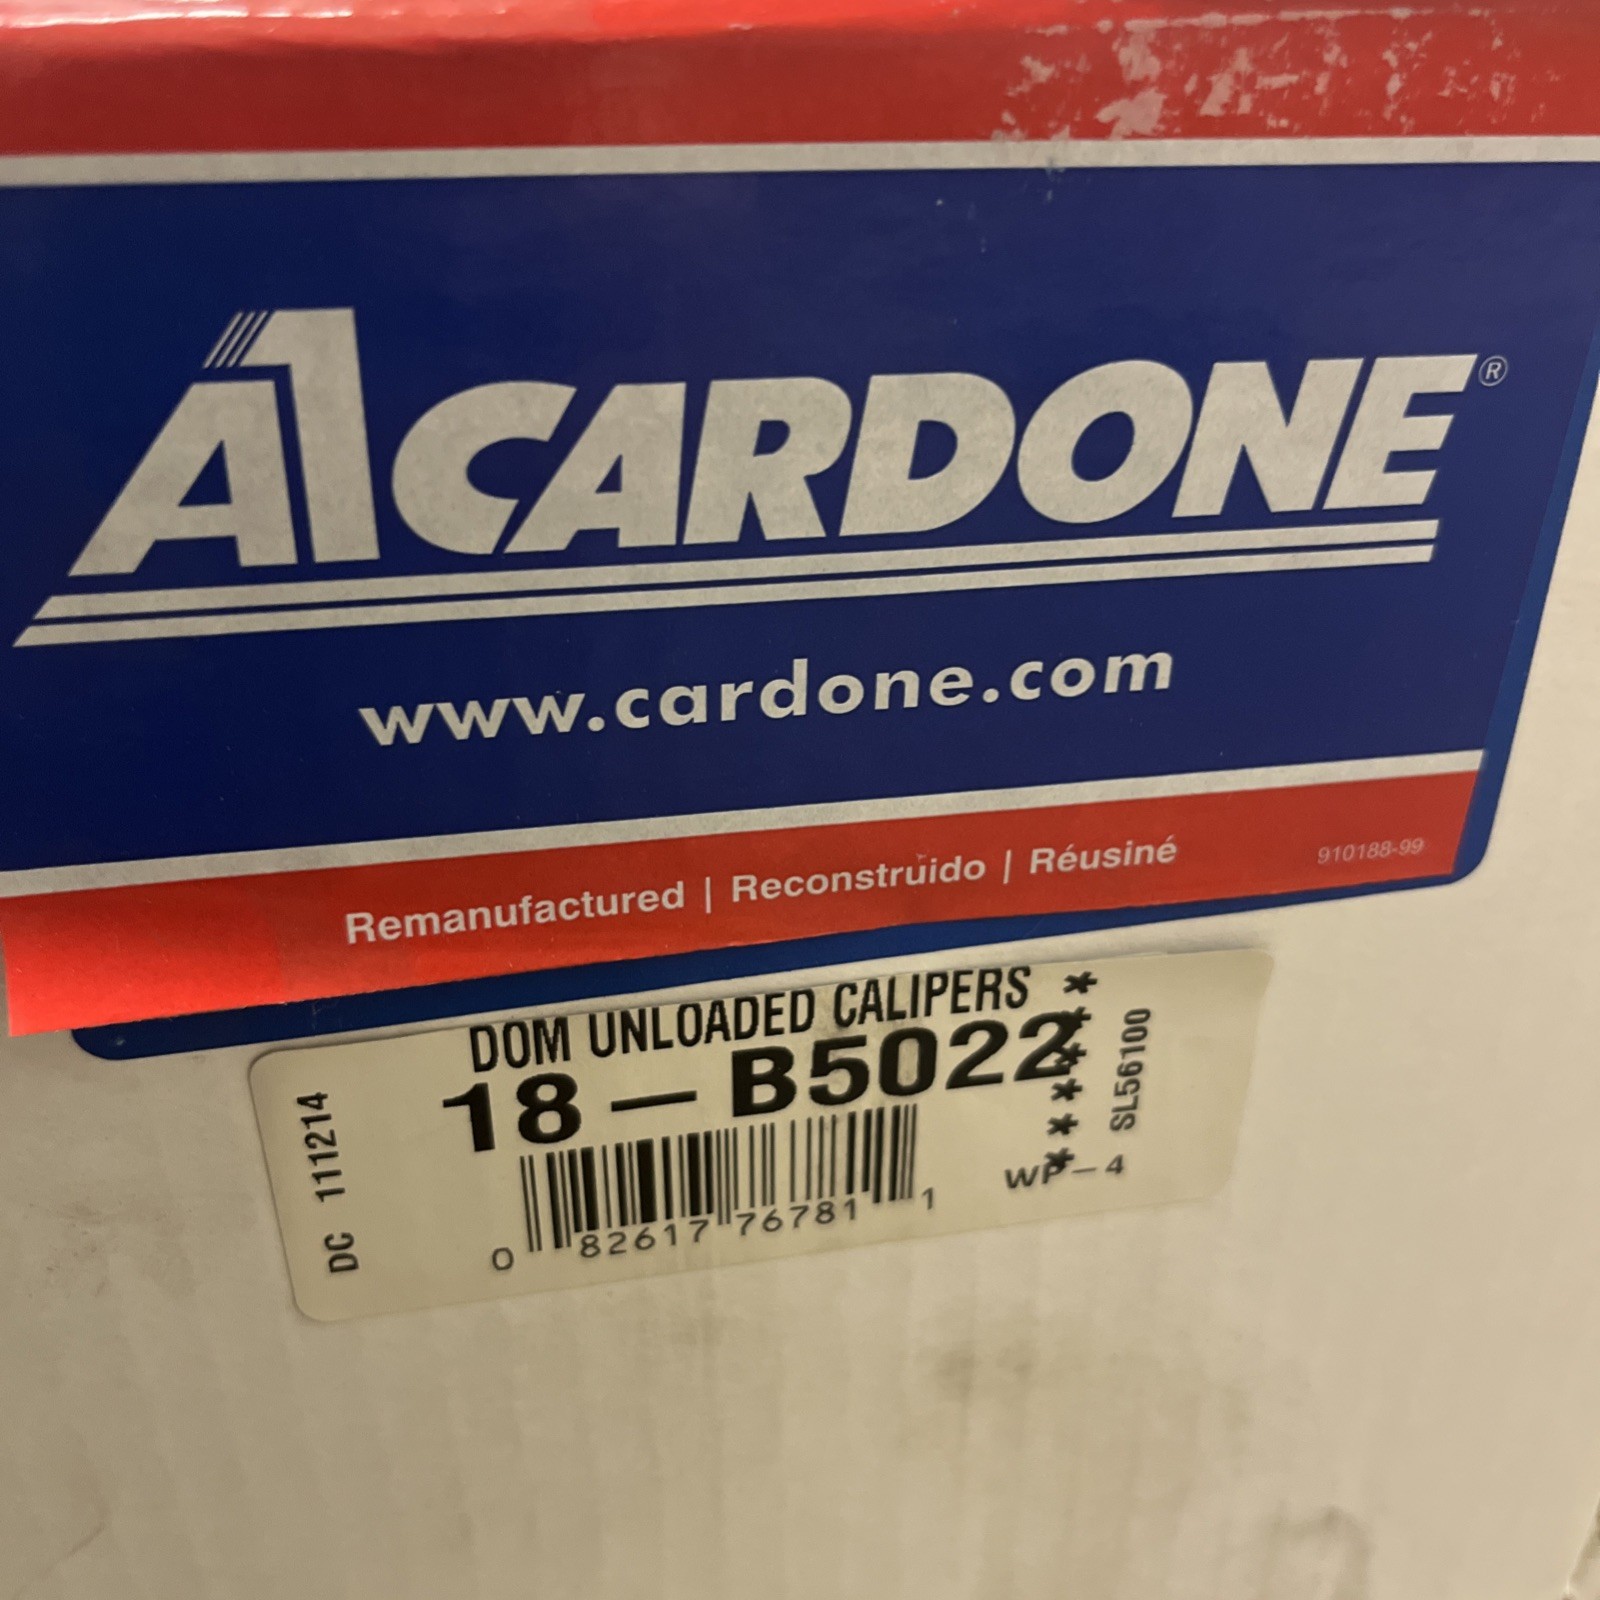 A1CARDONE®
www.cardone.com
Remanufactured | Reconstruido | Réusiné
910188-99
DOM UNLOADED CALIPERS
18-B5022
DC 111214
0 82617 76781 1
WP-4
SL56100
*******